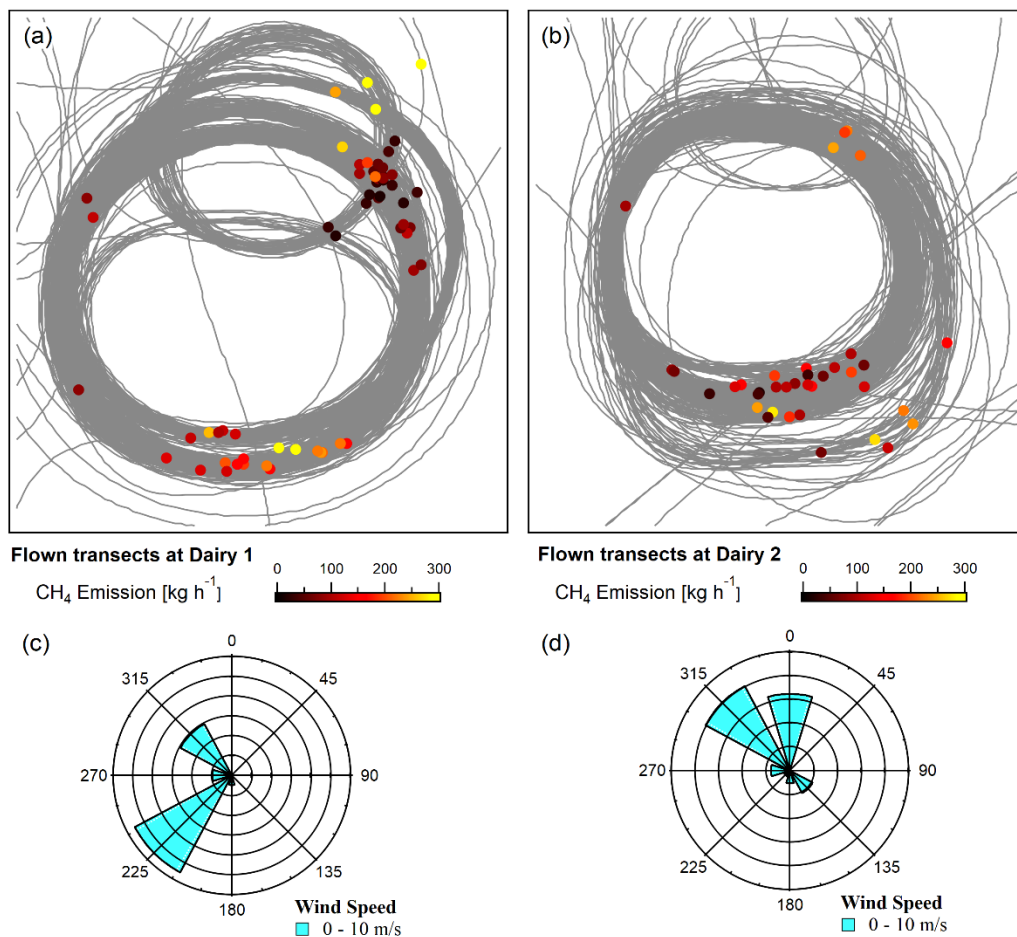 (a)
(b)
Flown transects at Dairy 1
CH₄ Emission [kg h⁻¹]
0 100 200 300
Flown transects at Dairy 2
CH₄ Emission [kg h⁻¹]
0 100 200 300
(c)
0
315 45
270 90
225 135
180
Wind Speed
0 - 10 m/s
(d)
0
315 45
270 90
225 135
180
Wind Speed
0 - 10 m/s